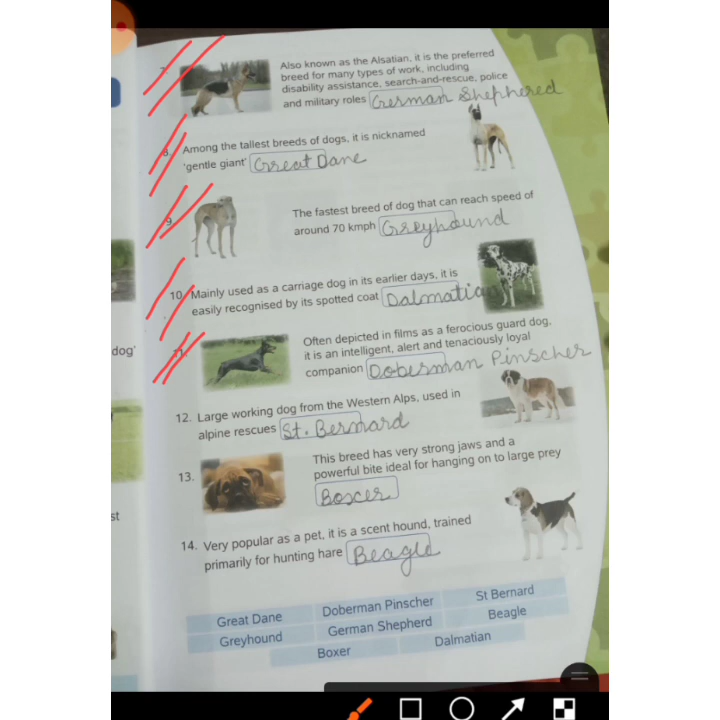 7.
Also known as the Alsatian, it is the preferred
breed for many types of work, including
disability assistance, search-and-rescue, police
and military roles German Shephered
8. Among the tallest breeds of dogs, it is nicknamed
'gentle giant' Great Dane
9.
The fastest breed of dog that can reach speed of
around 70 kmph Greyhound
10. Mainly used as a carriage dog in its earlier days, it is
easily recognised by its spotted coat Dalmatian
11.
Often depicted in films as a ferocious guard dog,
it is an intelligent, alert and tenaciously loyal
companion Doberman Pinscher
dog'
12. Large working dog from the Western Alps, used in
alpine rescues St. Bernard
13.
This breed has very strong jaws and a
powerful bite ideal for hanging on to large prey
Boxer
st
14. Very popular as a pet, it is a scent hound, trained
primarily for hunting hare Beagle
Great Dane Doberman Pinscher St Bernard
Greyhound German Shepherd Beagle
Boxer Dalmatian